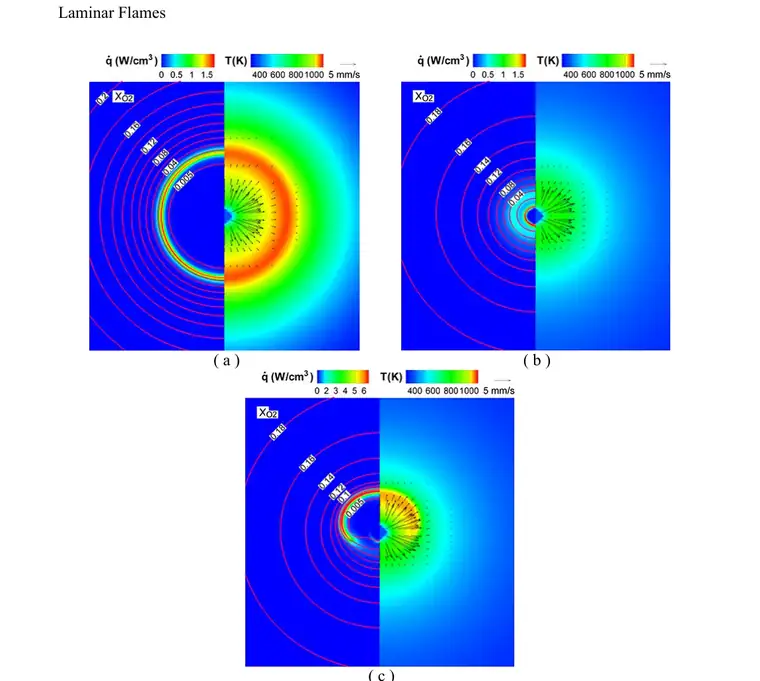 Laminar Flames
q̇ (W/cm³) T(K)
0 0.5 1 1.5 400 600 800 1000 5 mm/s
X_O2
0.2
0.16
0.12
0.08
0.04
0.005
( a )
q̇ (W/cm³) T(K)
0 0.5 1 1.5 400 600 800 1000 5 mm/s
X_O2
0.18
0.16
0.14
0.12
0.08
0.04
( b )
q̇ (W/cm³) T(K)
0 2 3 4 5 6 400 600 800 1000 5 mm/s
X_O2
0.18
0.16
0.14
0.12
0.1
0.005
( c )